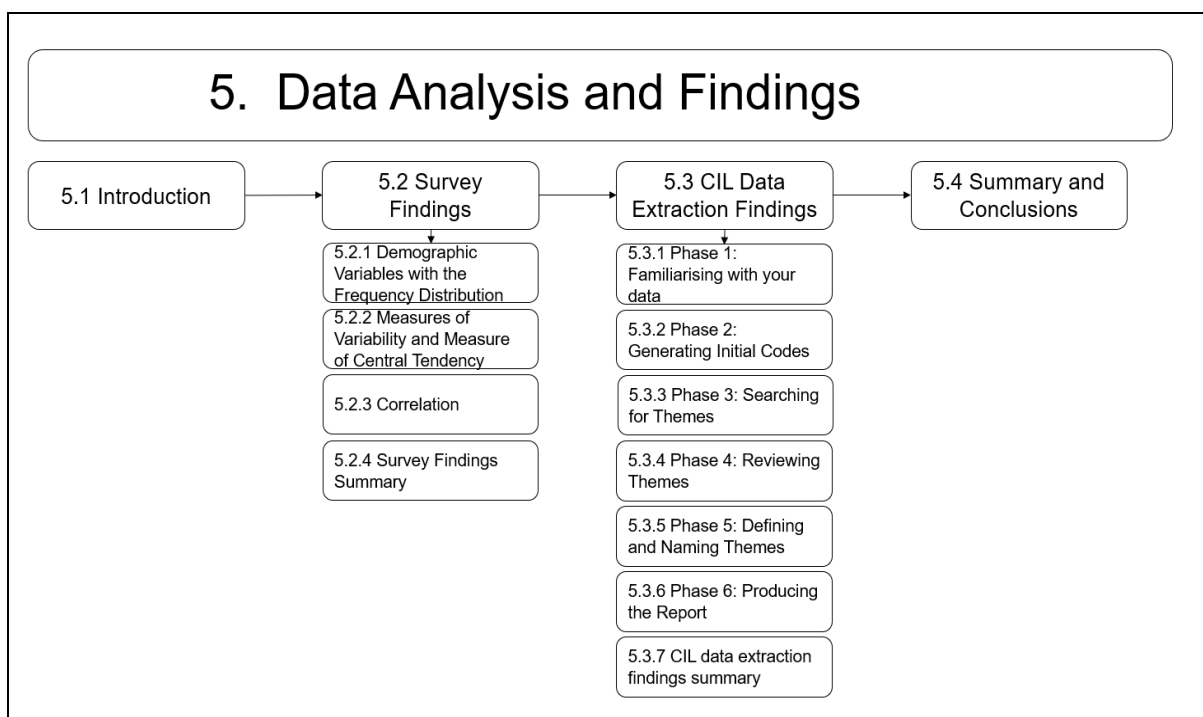 5. Data Analysis and Findings
5.1 Introduction
5.2 Survey
Findings
5.2.1 Demographic
Variables with the
Frequency Distribution
5.2.2 Measures of
Variability and Measure
of Central Tendency
5.2.3 Correlation
5.2.4 Survey Findings
Summary
5.3 CIL Data
Extraction Findings
5.3.1 Phase 1:
Familiarising with your
data
5.3.2 Phase 2:
Generating Initial Codes
5.3.3 Phase 3: Searching
for Themes
5.3.4 Phase 4: Reviewing
Themes
5.3.5 Phase 5: Defining
and Naming Themes
5.3.6 Phase 6: Producing
the Report
5.3.7 CIL data extraction
findings summary
5.4 Summary and
Conclusions